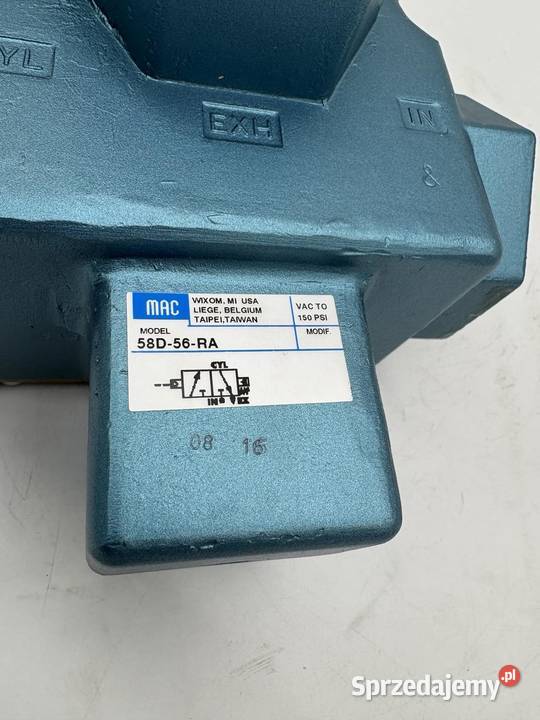 CYL
EXH
IN
&
MAC
WIXOM, MI USA
LIEGE, BELGIUM
TAIPEI,TAIWAN
VAC TO
150 PSI
MODEL
MODIF.
58D-56-RA
CYL
IN
EX
08 16
Sprzedajemy.pl